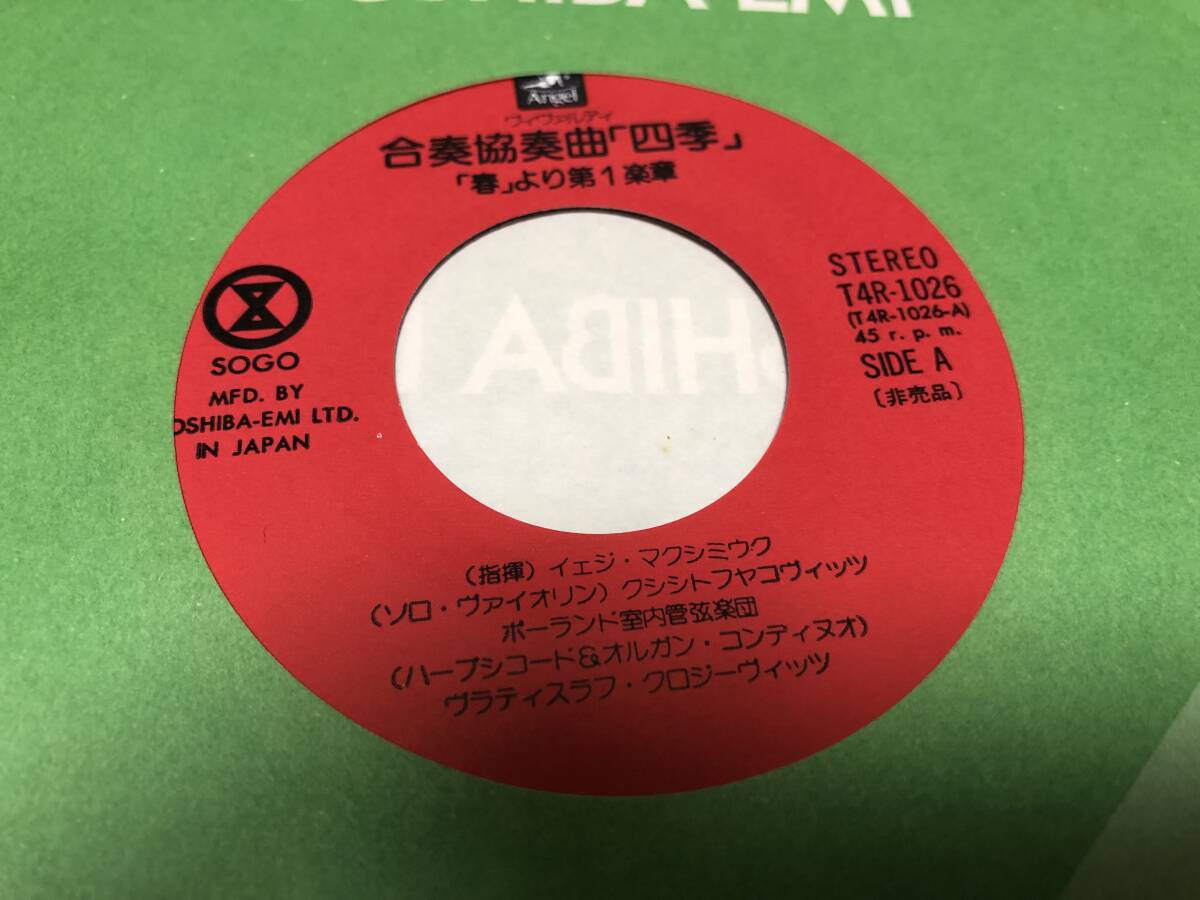 Angel
ヴィヴァルディ
合奏協奏曲「四季」
「春」より第1楽章
SOGO
MFD. BY
OSHIBA-EMI LTD.
IN JAPAN
STEREO
T4R-1026
(T4R-1026-A)
45 r. p. m.
SIDE A
〔非売品〕
HIBA
(指揮) イェジ・マクシミウク
(ソロ・ヴァイオリン) クシシトフヤコヴィッツ
ポーランド室内管弦楽団
(ハープシコード&オルガン・コンティヌオ)
ヴラティスラフ・クロジーヴィッツ